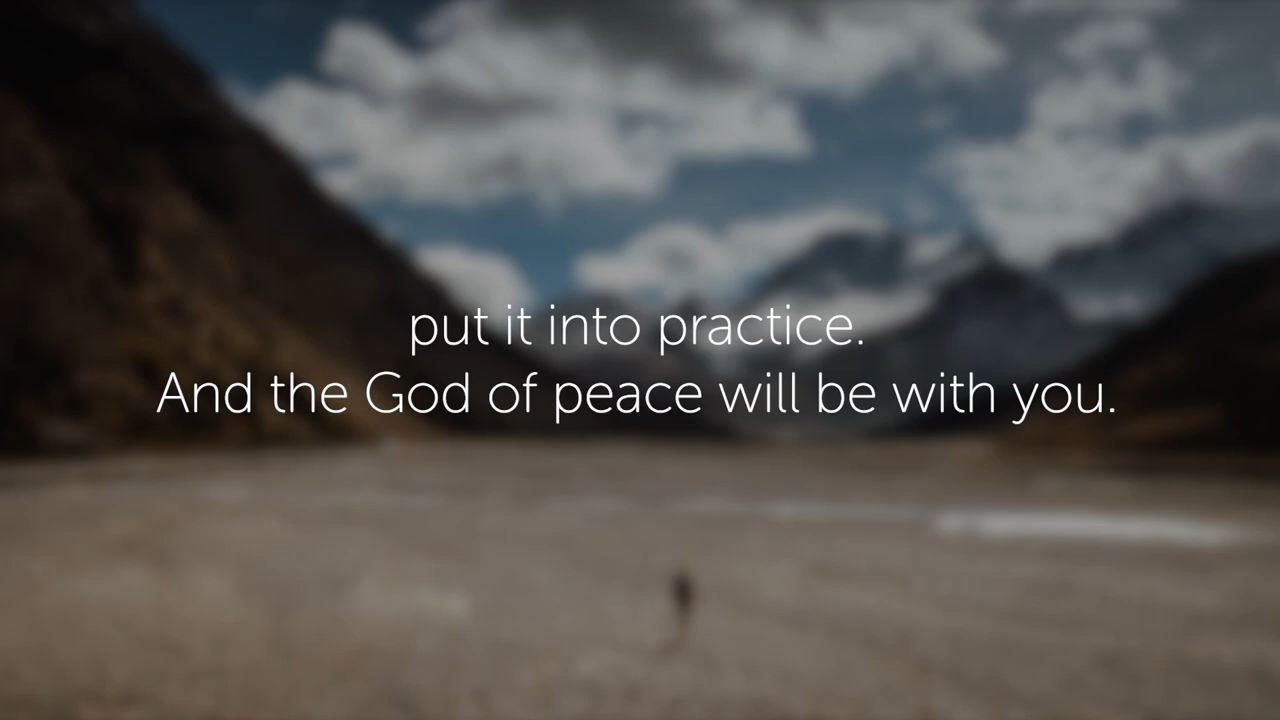 put it into practice.
And the God of peace will be with you.